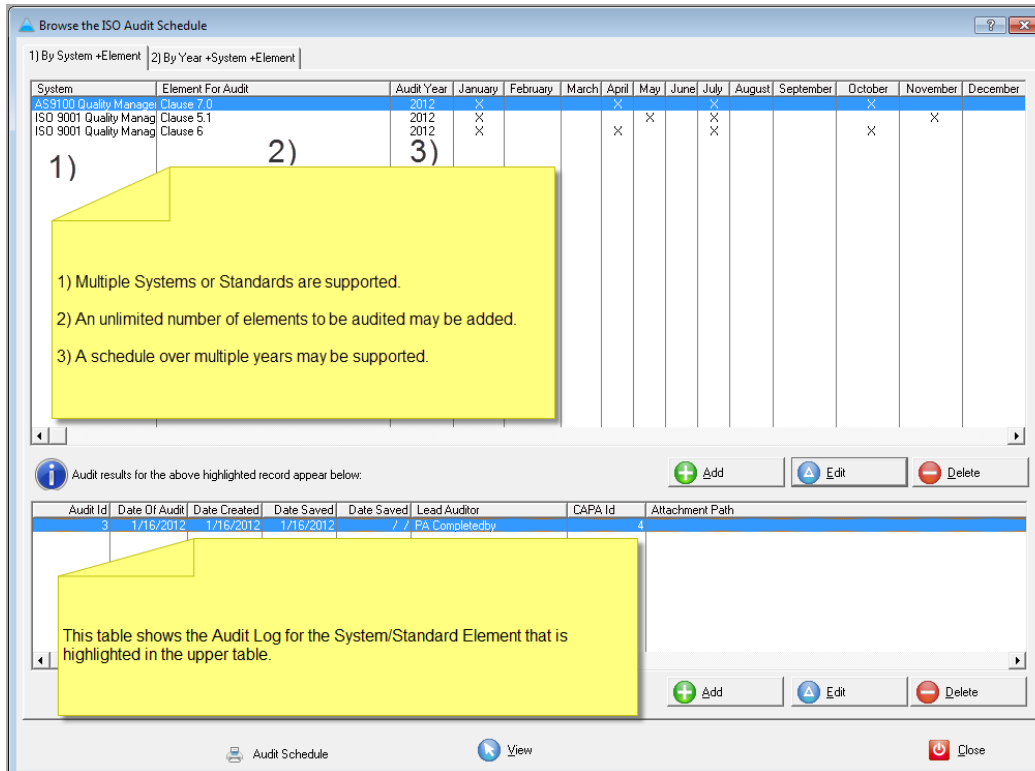 Browse the ISO Audit Schedule
1) By System +Element 2) By Year +System +Element
System Element For Audit Audit Year January February March April May June July August September October November December
AS9100 Quality Manager Clause 7.0 2012 X X X X
ISO 9001 Quality Manag Clause 5.1 2012 X X X X
ISO 9001 Quality Manag Clause 6 2012 X X X X
1) 2) 3)
1) Multiple Systems or Standards are supported.
2) An unlimited number of elements to be audited may be added.
3) A schedule over multiple years may be supported.
Audit results for the above highlighted record appear below:
Add Edit Delete
Audit Id Date Of Audit Date Created Date Saved Date Saved Lead Auditor CAPA Id Attachment Path
3 1/16/2012 1/16/2012 1/16/2012 / / PA Completedby 4
This table shows the Audit Log for the System/Standard Element that is
highlighted in the upper table.
Add Edit Delete
Audit Schedule View Close